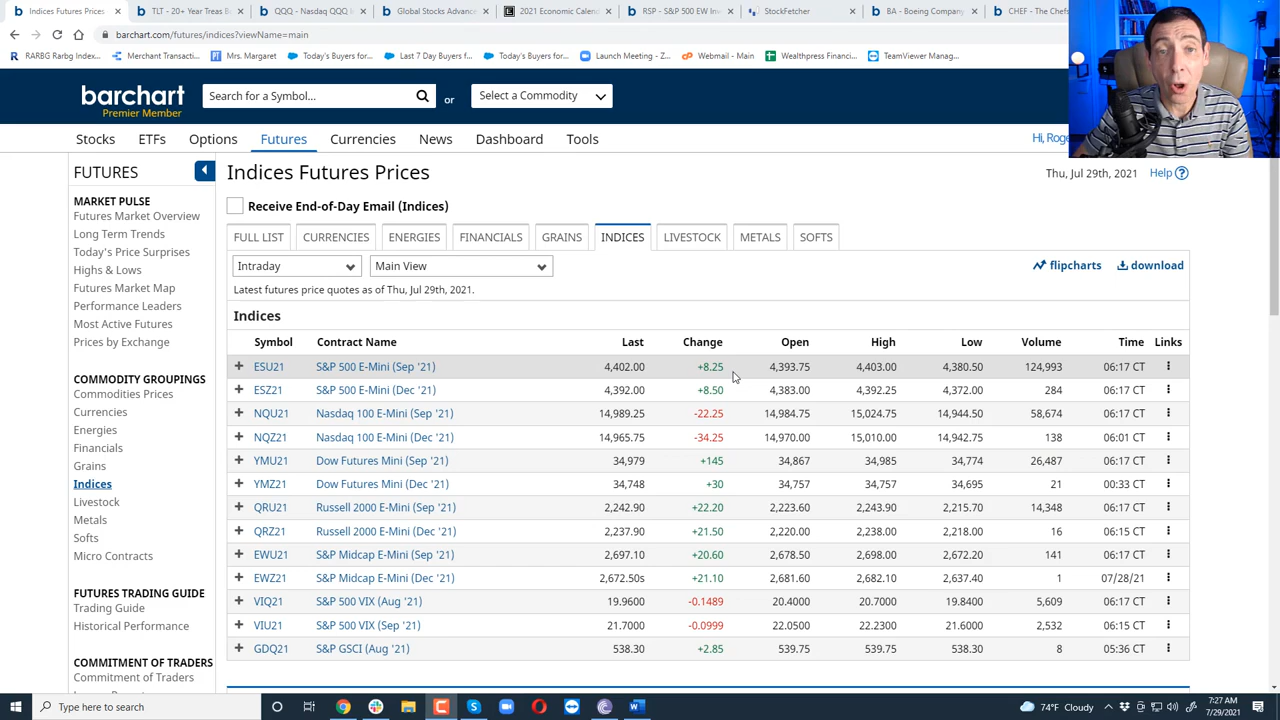 Indices Futures Prices
TLT - 20+ Year Treas B
QQQ - Nasdaq QQQ I
Global Stocks Advance
2021 Economic Calen
RSP - S&P 500 EW Inv
StockFetcher
BA - Boeing Company
CHEF - The Chefs
barchart.com/futures/indices?viewName=main
RARBG Rarbg Index...
Merchant Transacti...
Mrs. Margaret
Today's Buyers for...
Last 7 Day Buyers f...
Today's Buyers for...
Launch Meeting - Z...
Webmail - Main
Wealthpress Financi...
TeamViewer Manag...
barchart
Premier Member
Search for a Symbol...
or
Select a Commodity
Stocks ETFs Options Futures Currencies News Dashboard Tools
Hi, Roge
FUTURES
MARKET PULSE
Futures Market Overview
Long Term Trends
Today's Price Surprises
Highs & Lows
Futures Market Map
Performance Leaders
Most Active Futures
Prices by Exchange
COMMODITY GROUPINGS
Commodities Prices
Currencies
Energies
Financials
Grains
Indices
Livestock
Metals
Softs
Micro Contracts
FUTURES TRADING GUIDE
Trading Guide
Historical Performance
COMMITMENT OF TRADERS
Commitment of Traders
Indices Futures Prices
Thu, Jul 29th, 2021 Help ?
Receive End-of-Day Email (Indices)
FULL LIST CURRENCIES ENERGIES FINANCIALS GRAINS INDICES LIVESTOCK METALS SOFTS
Intraday
Main View
flipcharts download
Latest futures price quotes as of Thu, Jul 29th, 2021.
Indices
Symbol Contract Name Last Change Open High Low Volume Time Links
ESU21 S&P 500 E-Mini (Sep '21) 4,402.00 +8.25 4,393.75 4,403.00 4,380.50 124,993 06:17 CT
ESZ21 S&P 500 E-Mini (Dec '21) 4,392.00 +8.50 4,383.00 4,392.25 4,372.00 284 06:17 CT
NQU21 Nasdaq 100 E-Mini (Sep '21) 14,989.25 -22.25 14,984.75 15,024.75 14,944.50 58,674 06:17 CT
NQZ21 Nasdaq 100 E-Mini (Dec '21) 14,965.75 -34.25 14,970.00 15,010.00 14,942.75 138 06:01 CT
YMU21 Dow Futures Mini (Sep '21) 34,979 +145 34,867 34,985 34,774 26,487 06:17 CT
YMZ21 Dow Futures Mini (Dec '21) 34,748 +30 34,757 34,757 34,695 21 00:33 CT
QRU21 Russell 2000 E-Mini (Sep '21) 2,242.90 +22.20 2,223.60 2,243.90 2,215.70 14,348 06:17 CT
QRZ21 Russell 2000 E-Mini (Dec '21) 2,237.90 +21.50 2,220.00 2,238.00 2,218.00 16 06:15 CT
EWU21 S&P Midcap E-Mini (Sep '21) 2,697.10 +20.60 2,678.50 2,698.00 2,672.20 141 06:17 CT
EWZ21 S&P Midcap E-Mini (Dec '21) 2,672.50s +21.10 2,681.60 2,682.10 2,637.40 1 07/28/21
VIQ21 S&P 500 VIX (Aug '21) 19.9600 -0.1489 20.4000 20.7000 19.8400 5,609 06:17 CT
VIU21 S&P 500 VIX (Sep '21) 21.7000 -0.0999 22.0500 22.2300 21.6000 2,532 06:15 CT
GDQ21 S&P GSCI (Aug '21) 538.30 +2.85 539.75 539.75 538.30 8 05:36 CT
Type here to search
74°F Cloudy
7:27 AM
7/29/2021